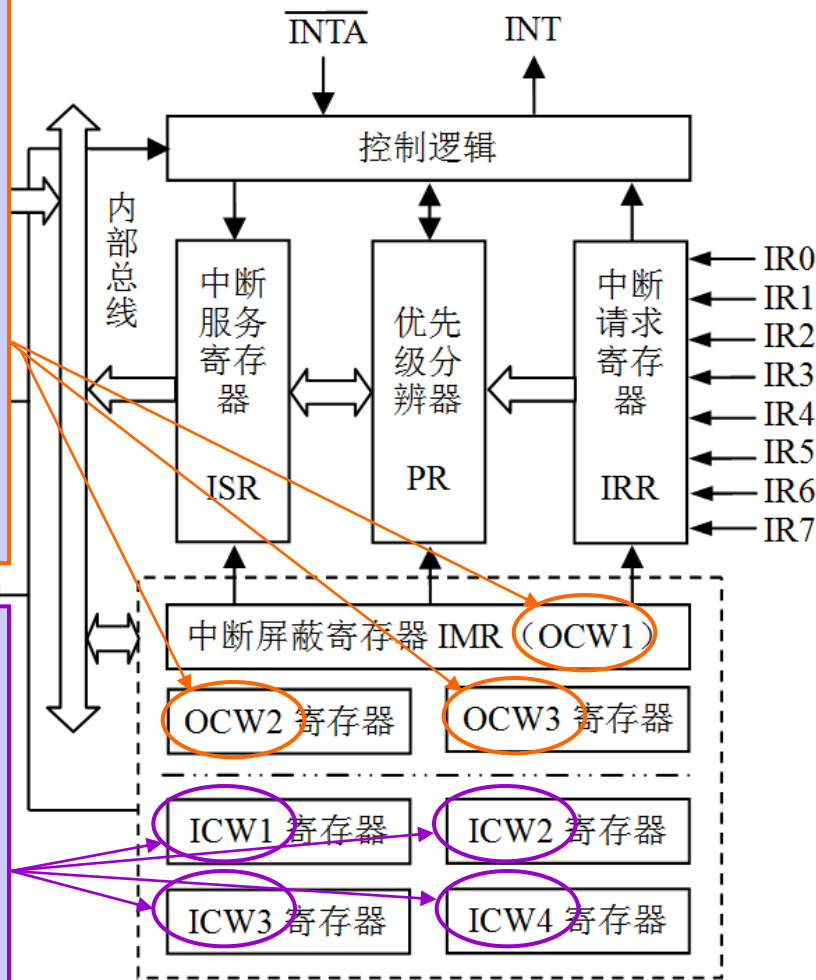 INTA INT
控制逻辑
内
部
总
线
中断
服务
寄存
器
ISR
优先
级分
辨器
PR
中断
请求
寄存
器
IRR
IR0
IR1
IR2
IR3
IR4
IR5
IR6
IR7
中断屏蔽寄存器 IMR（OCW1）
OCW2 寄存器 OCW3 寄存器
ICW1 寄存器 ICW2 寄存器
ICW3 寄存器 ICW4 寄存器